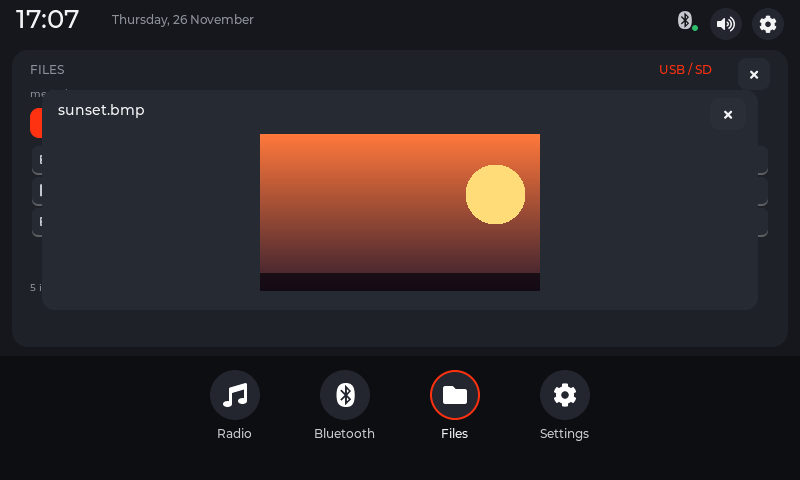 17:07
Thursday, 26 November
FILES
USB / SD
sunset.bmp
Radio
Bluetooth
Files
Settings